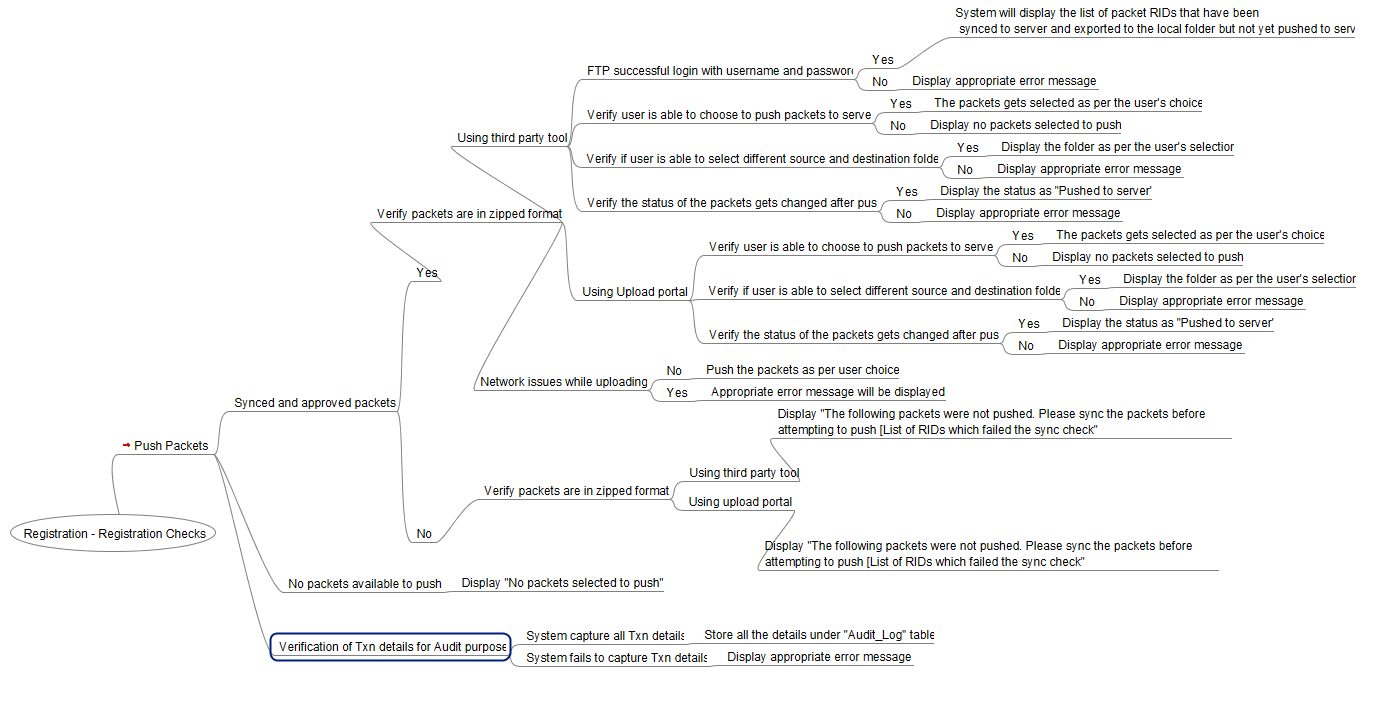 System will display the list of packet RIDs that have been
synced to server and exported to the local folder but not yet pushed to serv
Yes
FTP successful login with username and password
No
Display appropriate error message
Yes
The packets gets selected as per the user's choice
Verify user is able to choose to push packets to serve
No
Display no packets selected to push
Using third party tool
Yes
Display the folder as per the user's selection
Verify if user is able to select different source and destination folde
No
Display appropriate error message
Yes
Display the status as "Pushed to server'
Verify the status of the packets gets changed after pus
No
Display appropriate error message
Verify packets are in zipped format
Yes
The packets gets selected as per the user's choice
Verify user is able to choose to push packets to serve
No
Display no packets selected to push
Yes
Yes
Display the folder as per the user's selection
Using Upload portal
Verify if user is able to select different source and destination folde
No
Display appropriate error message
Yes
Display the status as "Pushed to server'
Verify the status of the packets gets changed after pus
No
Display appropriate error message
Network issues while uploading
No
Push the packets as per user choice
Yes
Appropriate error message will be displayed
Synced and approved packets
Display "The following packets were not pushed. Please sync the packets before
attempting to push [List of RIDs which failed the sync check"
Push Packets
Using third party tool
Verify packets are in zipped format
Using upload portal
Registration - Registration Checks
No
Display "The following packets were not pushed. Please sync the packets before
attempting to push [List of RIDs which failed the sync check"
No packets available to push
Display "No packets selected to push"
System capture all Txn details
Store all the details under "Audit_Log" table
Verification of Txn details for Audit purpose
System fails to capture Txn details
Display appropriate error message